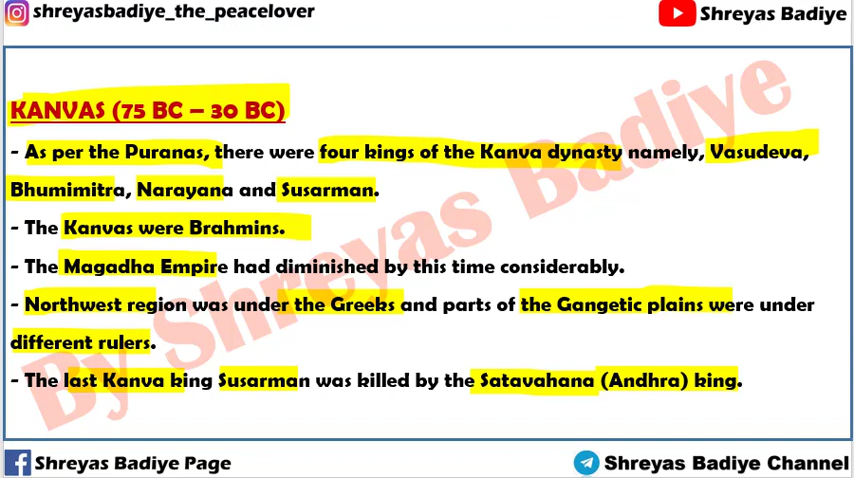 shreyasbadiye_the_peacelover
Shreyas Badiye
KANVAS (75 BC – 30 BC)
- As per the Puranas, there were four kings of the Kanva dynasty namely, Vasudeva,
Bhumimitra, Narayana and Susarman.
- The Kanvas were Brahmins.
- The Magadha Empire had diminished by this time considerably.
- Northwest region was under the Greeks and parts of the Gangetic plains were under
different rulers.
- The last Kanva king Susarman was killed by the Satavahana (Andhra) king.
By Shreyas Badiye
Shreyas Badiye Page
Shreyas Badiye Channel